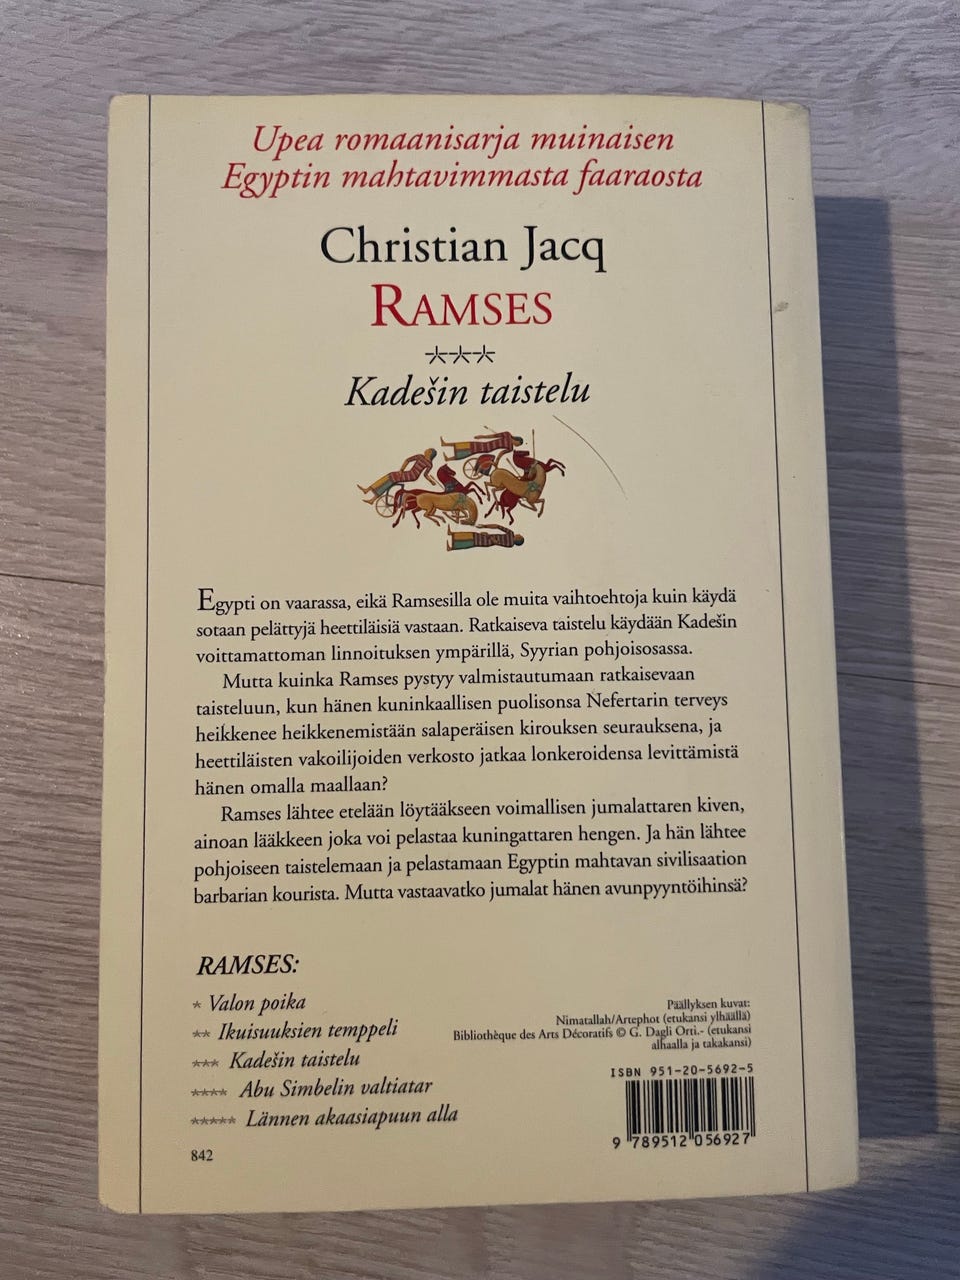 Upea romaanisarja muinaisen
Egyptin mahtavimmasta faaraosta
Christian Jacq
RAMSES
***
Kadešin taistelu
Egypti on vaarassa, eikä Ramsesilla ole muita vaihtoehtoja kuin käydä
sotaan pelättyjä heettiläisiä vastaan. Ratkaiseva taistelu käydään Kadešin
voittamattoman linnoituksen ympärillä, Syyrian pohjoisosassa.
Mutta kuinka Ramses pystyy valmistautumaan ratkaisevaan
taisteluun, kun hänen kuninkaallisen puolisonsa Nefertarin terveys
heikkenee heikkenemistään salaperäisen kirouksen seurauksena, ja
heettiläisten vakoilijoiden verkosto jatkaa lonkeroidensa levittämistä
hänen omalla maallaan?
Ramses lähtee etelään löytääkseen voimallisen jumalattaren kiven,
ainoan lääkkeen joka voi pelastaa kuningattaren hengen. Ja hän lähtee
pohjoiseen taistelemaan ja pelastamaan Egyptin mahtavan sivilisaation
barbarian kourista. Mutta vastaavatko jumalat hänen avunpyyntöihinsä?
RAMSES:
* Valon poika
** Ikuisuuksien temppeli
*** Kadešin taistelu
**** Abu Simbelin valtiatar
***** Lännen akaasiapuun alla
842
Päällyksen kuvat:
Nimatallah/Artephot (etukansi ylhäällä)
Bibliothèque des Arts Décoratifs © G. Dagli Orti.- (etukansi
alhaalla ja takakansi)
ISBN 951-20-5692-5
9 789512 056927